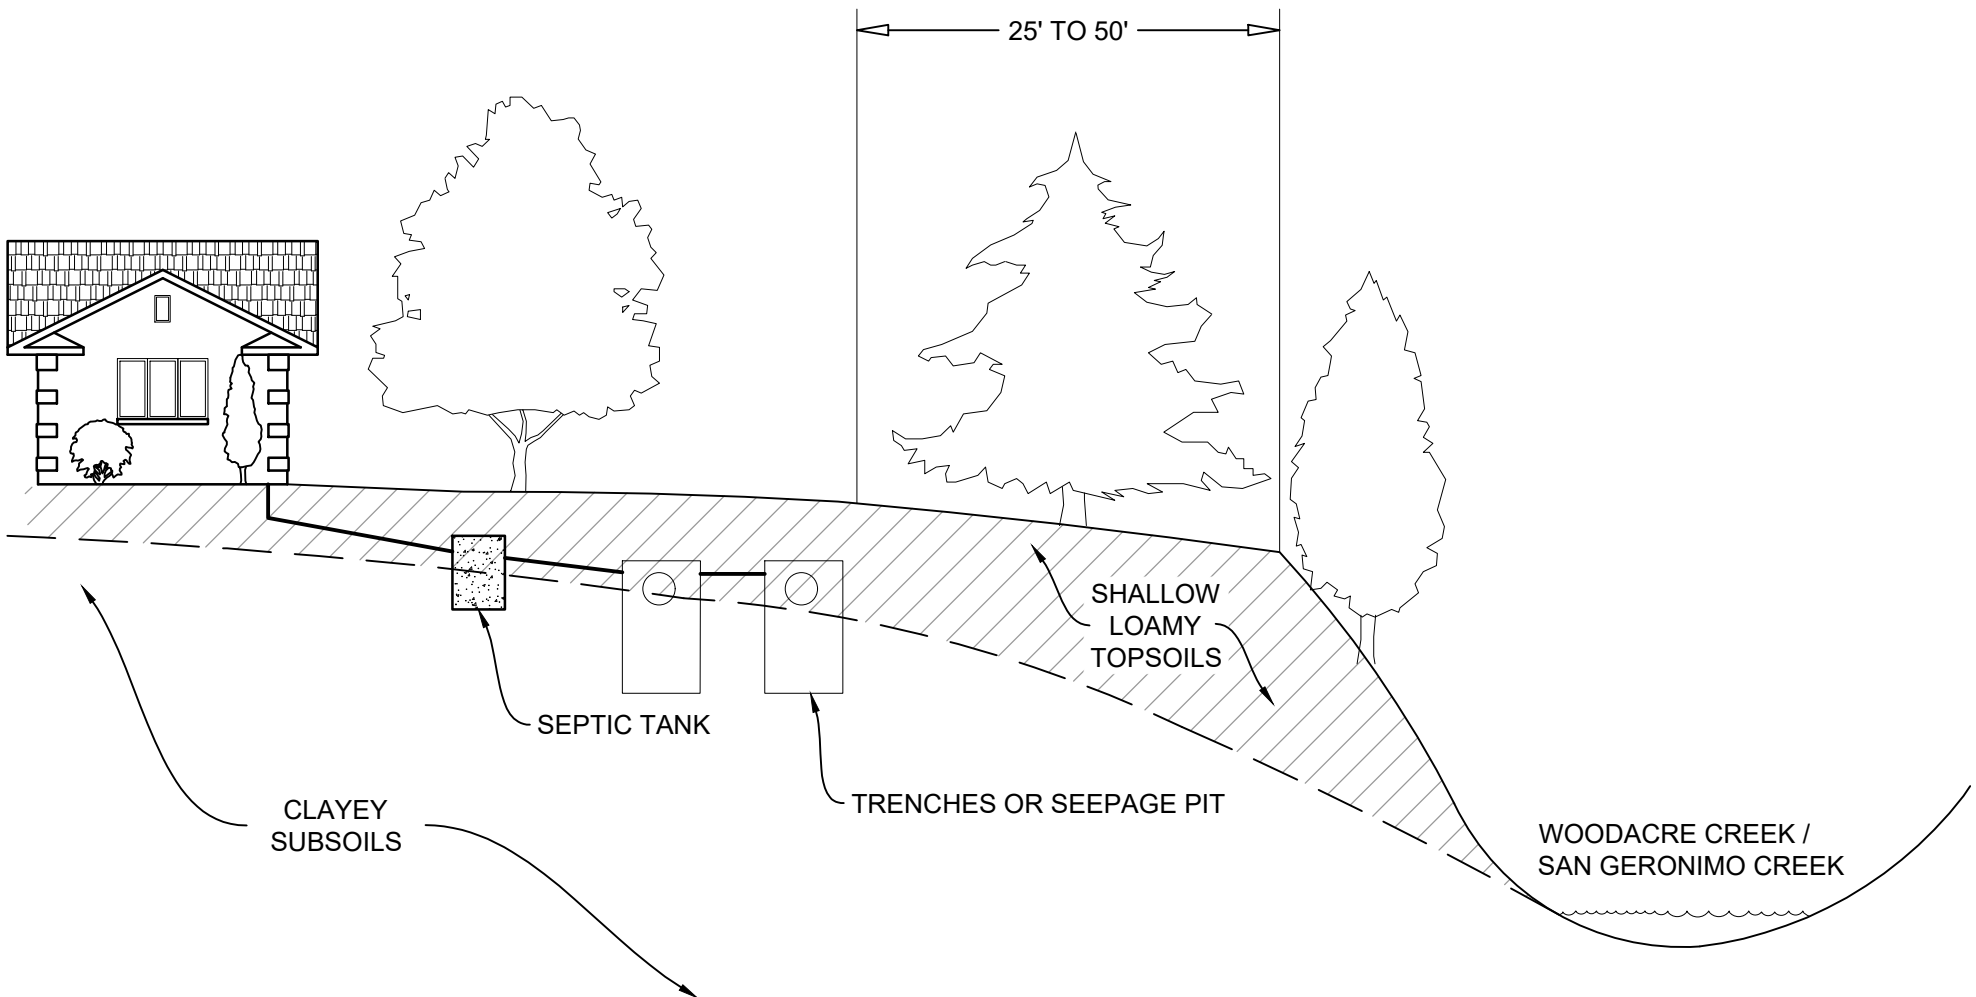 25' TO 50'
SHALLOW
LOAMY
TOPSOILS
SEPTIC TANK
TRENCHES OR SEEPAGE PIT
CLAYEY
SUBSOILS
WOODACRE CREEK /
SAN GERONIMO CREEK